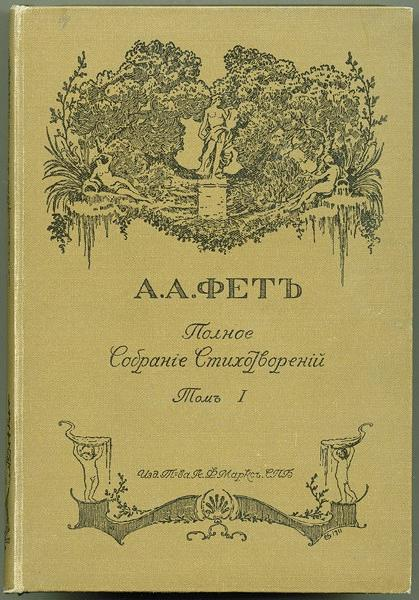 А.А.ФЕТЪ
Полное
Собраніе Стихотвореній
Томъ I
Изд. Т-ва А. Ф. Марксъ. СПБ